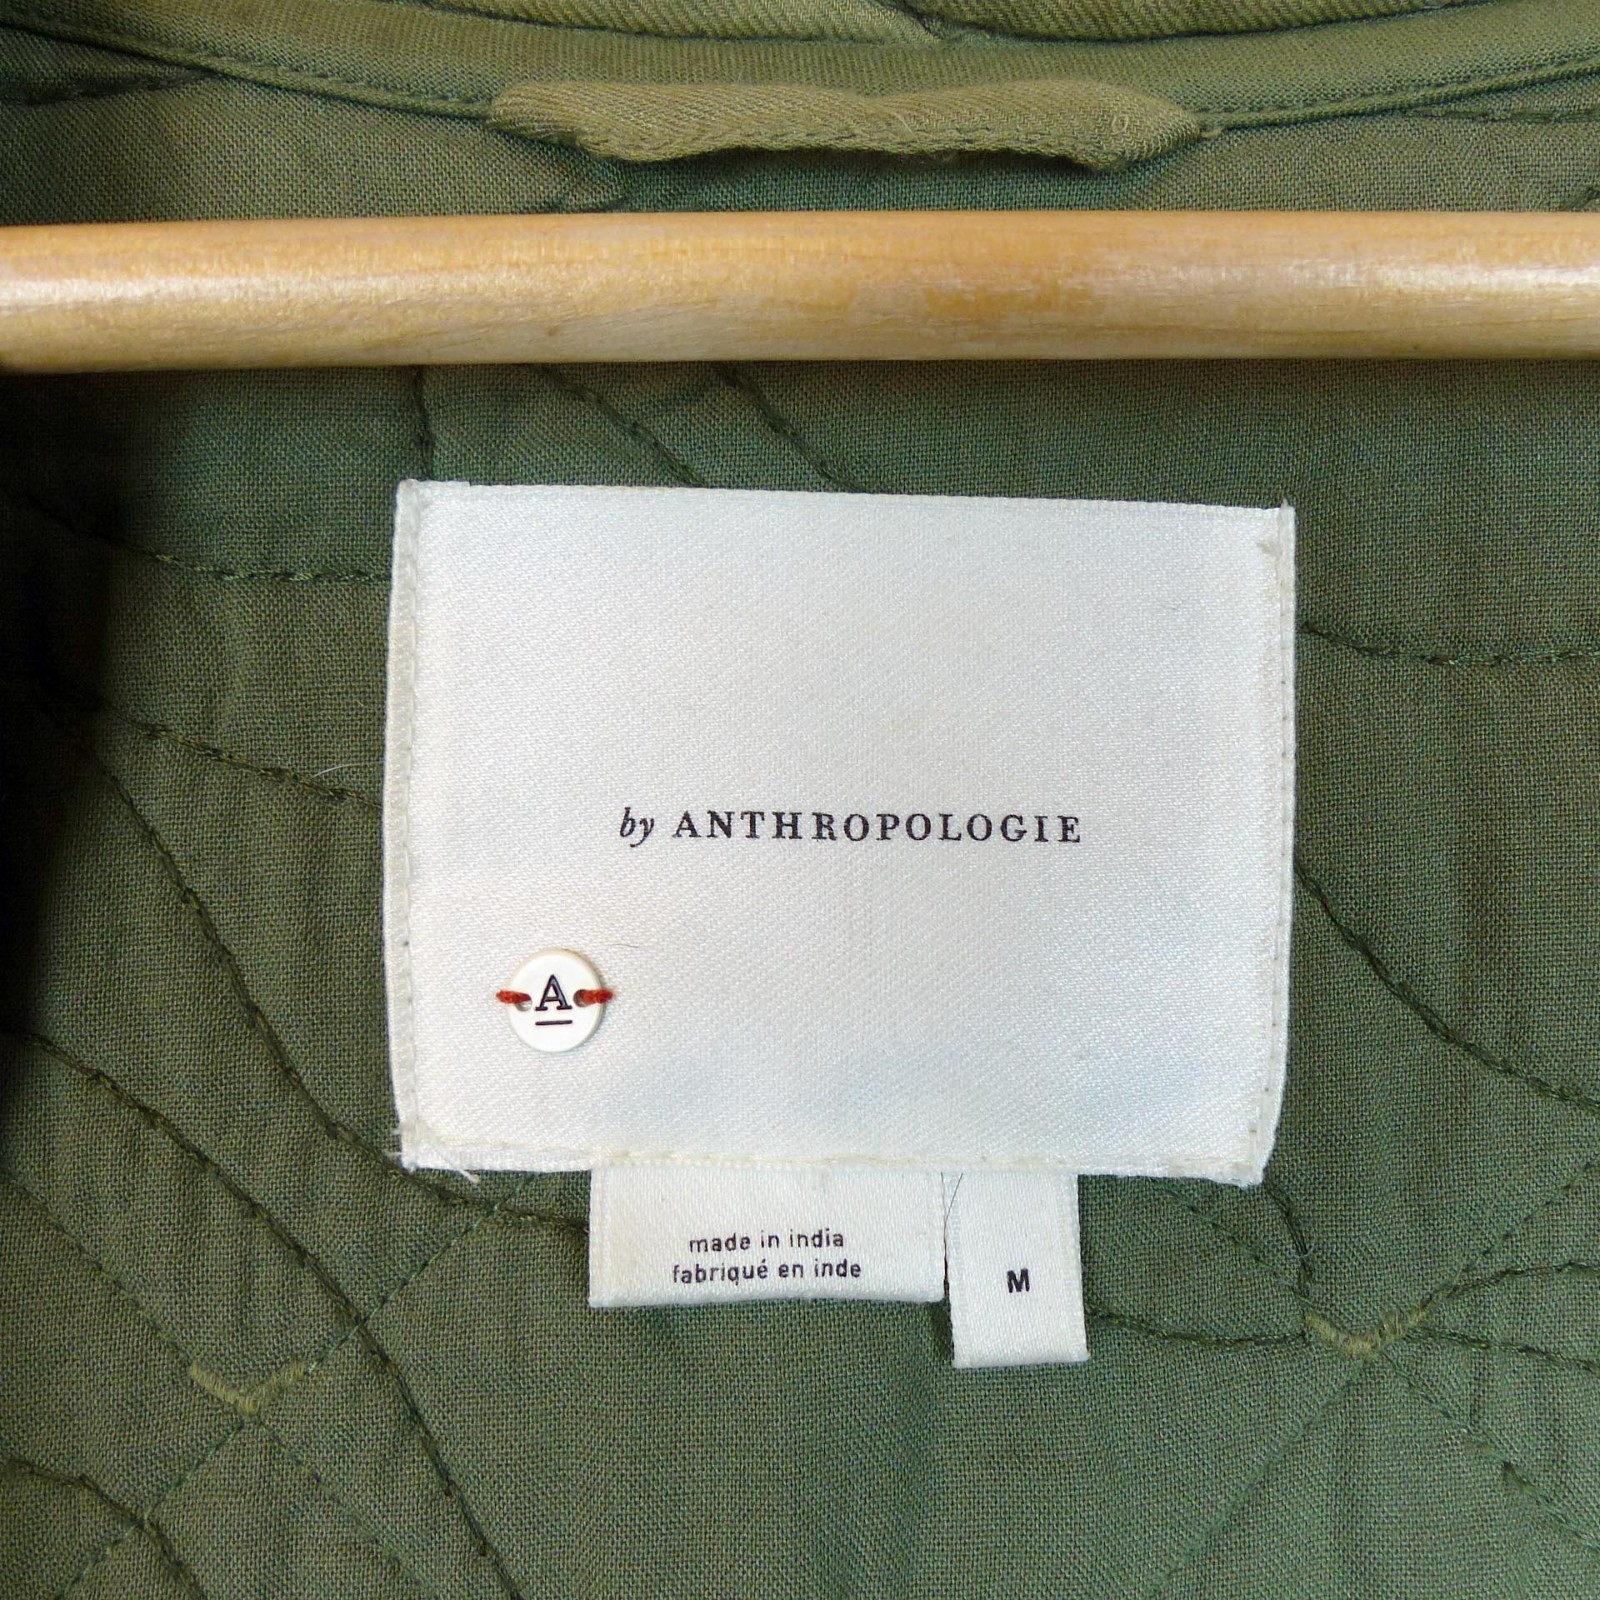 by ANTHROPOLOGIE
A
made in india
fabriqué en inde
M